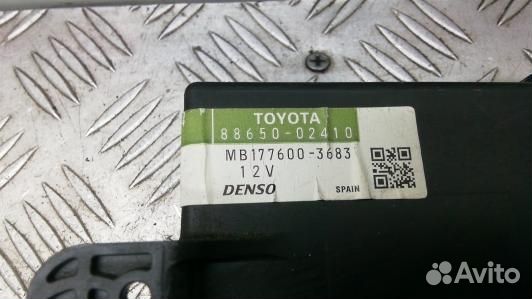 TOYOTA
88650-02410
MB177600-3683
12V
DENSO SPAIN
Avito